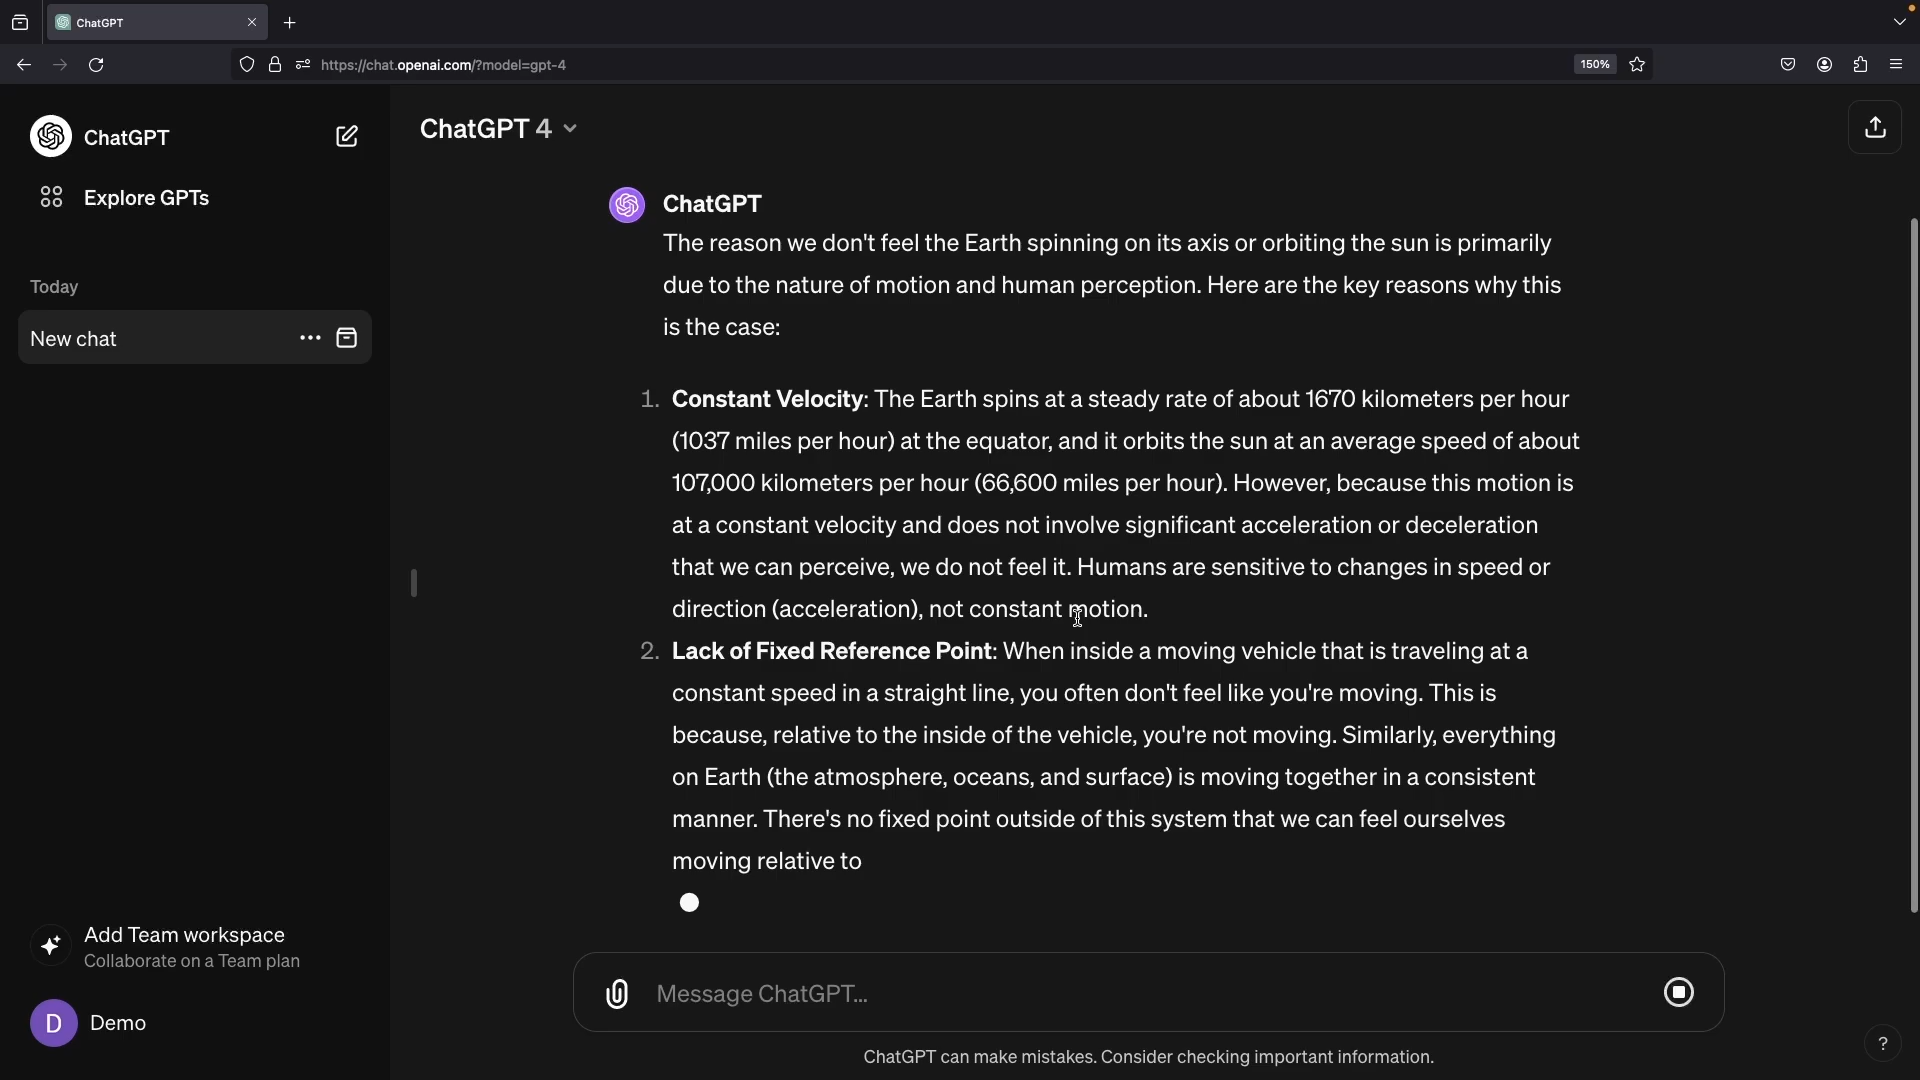 ChatGPT
https://chat.openai.com/?model=gpt-4
150%
ChatGPT
Explore GPTs
Today
New chat
Add Team workspace
Collaborate on a Team plan
D
Demo
ChatGPT 4
ChatGPT
The reason we don't feel the Earth spinning on its axis or orbiting the sun is primarily
due to the nature of motion and human perception. Here are the key reasons why this
is the case:
1. Constant Velocity: The Earth spins at a steady rate of about 1670 kilometers per hour
(1037 miles per hour) at the equator, and it orbits the sun at an average speed of about
107,000 kilometers per hour (66,600 miles per hour). However, because this motion is
at a constant velocity and does not involve significant acceleration or deceleration
that we can perceive, we do not feel it. Humans are sensitive to changes in speed or
direction (acceleration), not constant motion.
2. Lack of Fixed Reference Point: When inside a moving vehicle that is traveling at a
constant speed in a straight line, you often don't feel like you're moving. This is
because, relative to the inside of the vehicle, you're not moving. Similarly, everything
on Earth (the atmosphere, oceans, and surface) is moving together in a consistent
manner. There's no fixed point outside of this system that we can feel ourselves
moving relative to
Message ChatGPT...
ChatGPT can make mistakes. Consider checking important information.
?